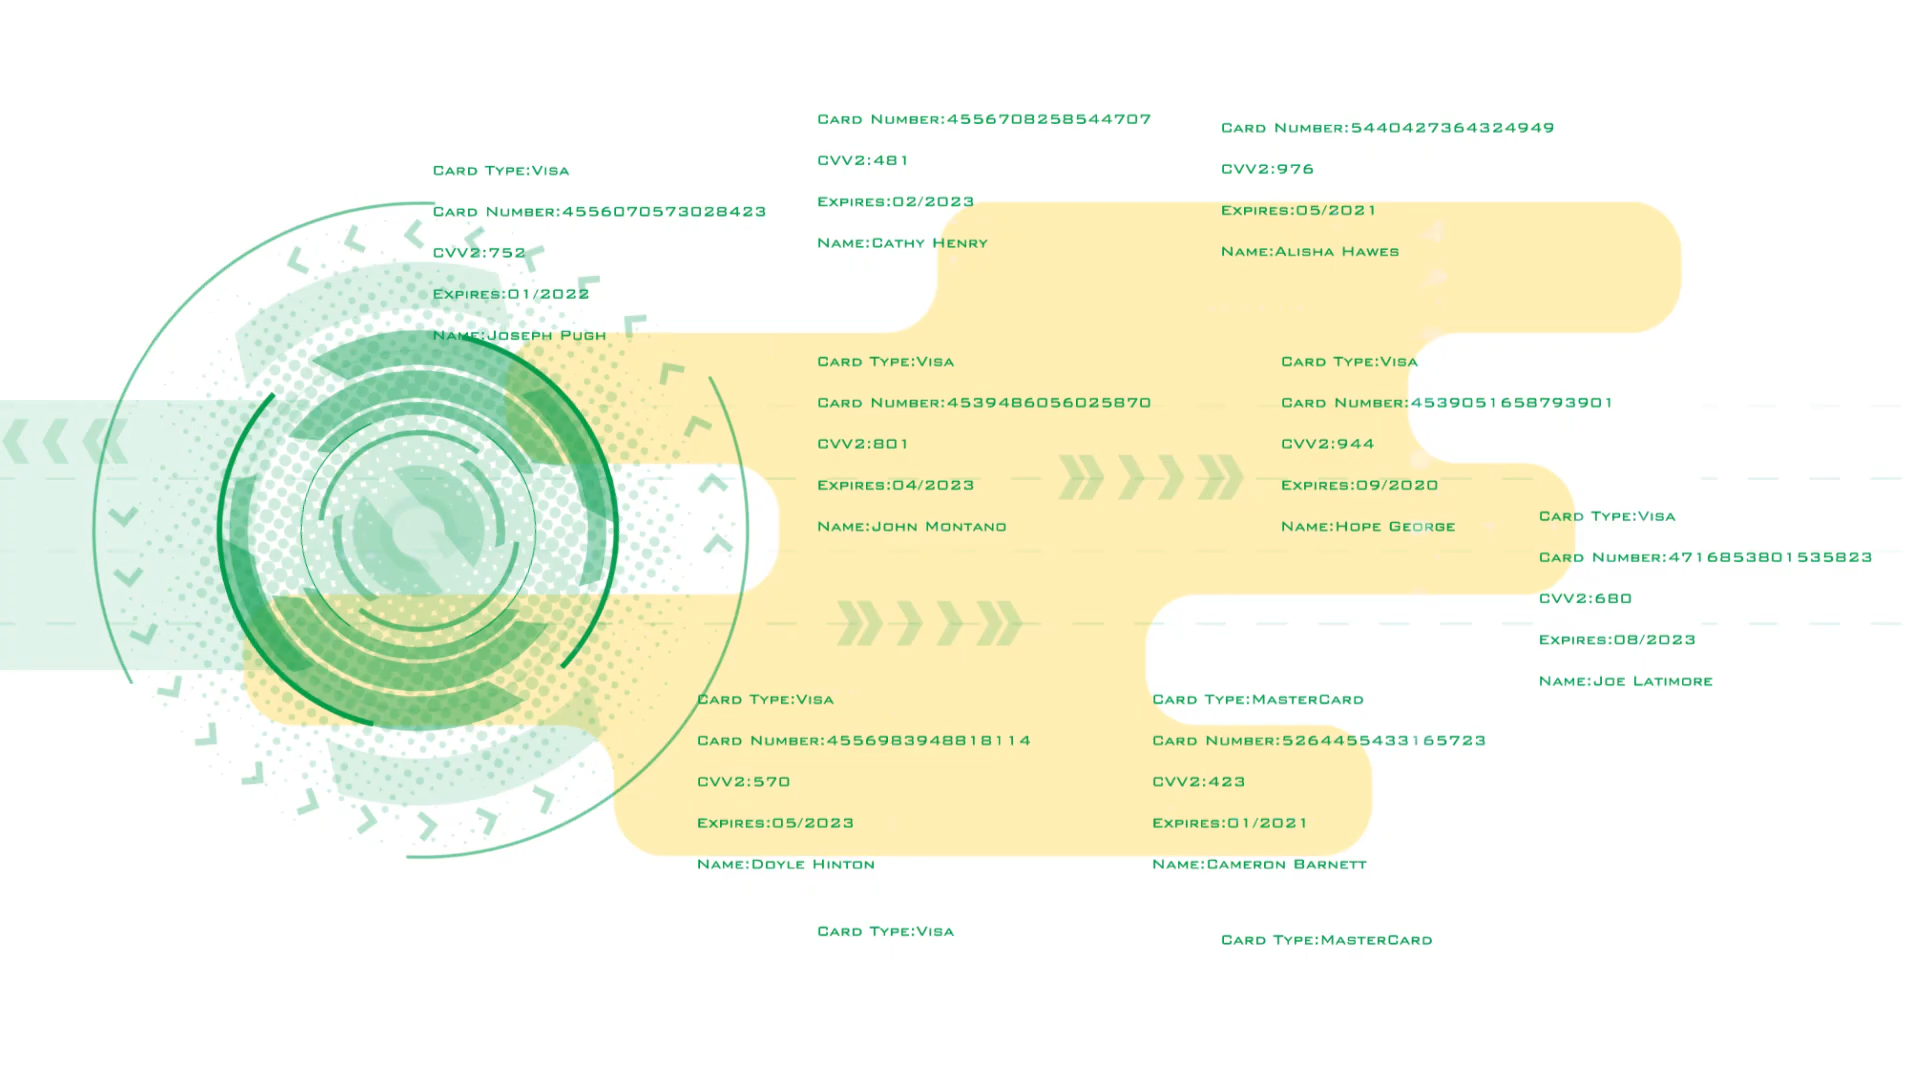 Card Number:4556708258544707
CVV2:481
Expires:02/2023
Name:Cathy Henry
Card Number:5440427364324949
CVV2:976
Expires:05/2021
Name:Alisha Hawes
Card Type:Visa
Card Number:4556070573028423
CVV2:752
Expires:01/2022
Name:Joseph Pugh
Card Type:Visa
Card Number:4539486056025870
CVV2:801
Expires:04/2023
Name:John Montano
Card Type:Visa
Card Number:4539051658793901
CVV2:944
Expires:09/2020
Name:Hope George
Card Type:Visa
Card Number:4716853801535823
CVV2:680
Expires:08/2023
Name:Joe Latimore
Card Type:Visa
Card Number:4556983948818114
CVV2:570
Expires:05/2023
Name:Doyle Hinton
Card Type:MasterCard
Card Number:5264455433165723
CVV2:423
Expires:01/2021
Name:Cameron Barnett
Card Type:Visa
Card Type:MasterCard